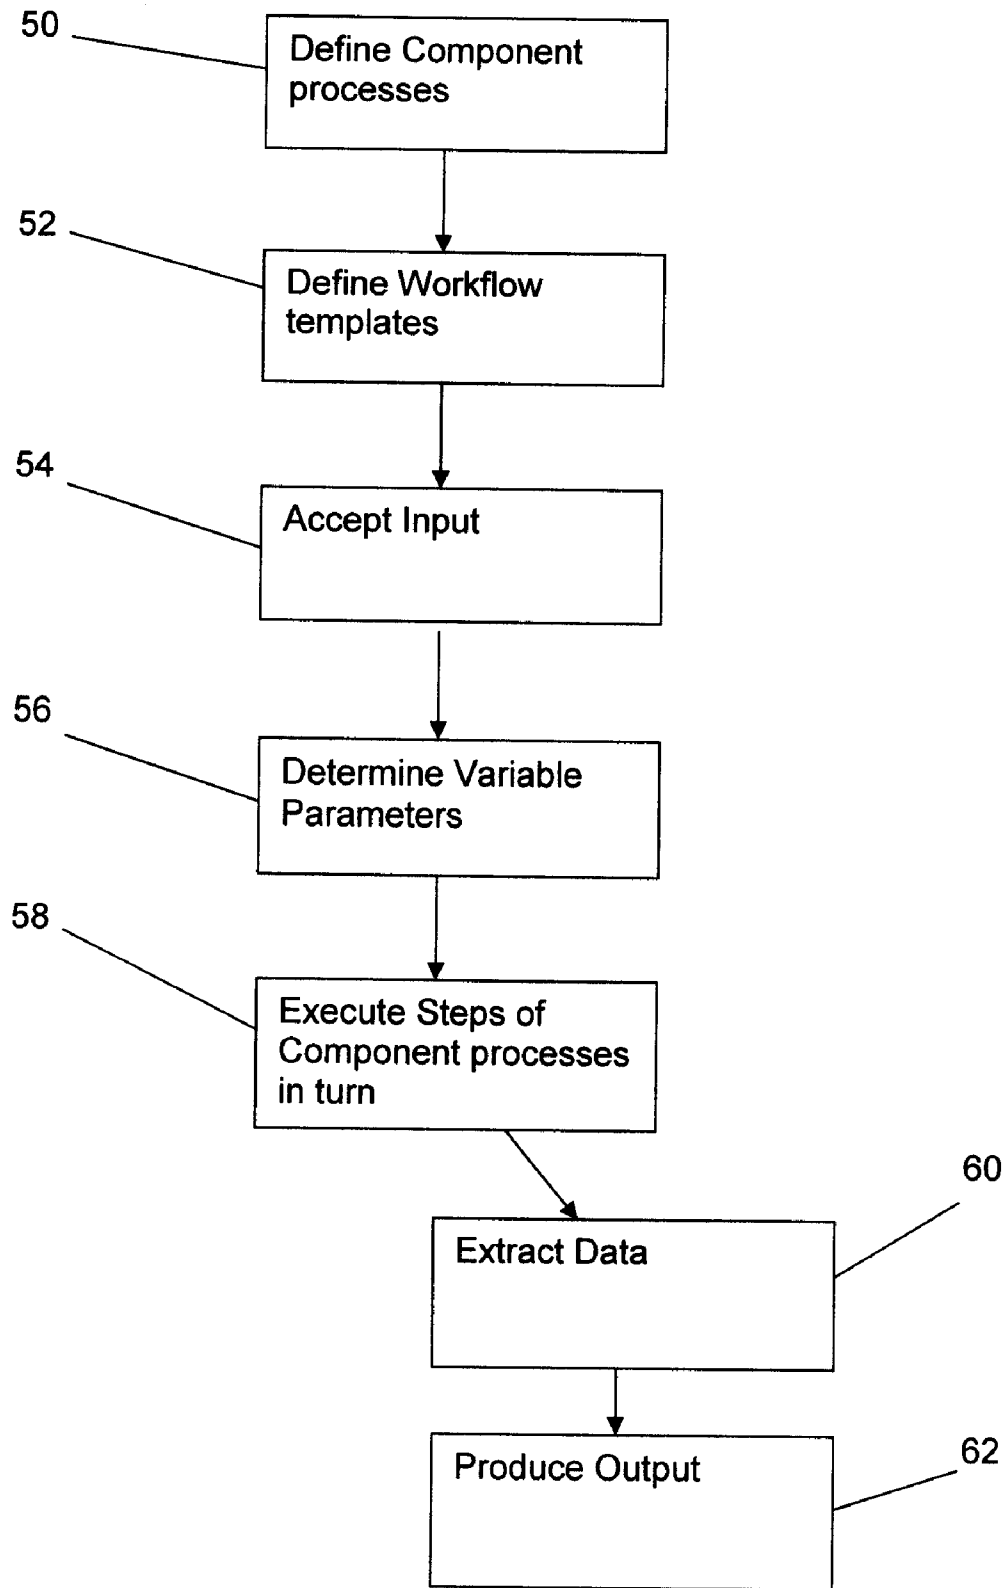 50
Define Component
processes
52
Define Workflow
templates
54
Accept Input
56
Determine Variable
Parameters
58
Execute Steps of
Component processes
in turn
60
Extract Data
62
Produce Output